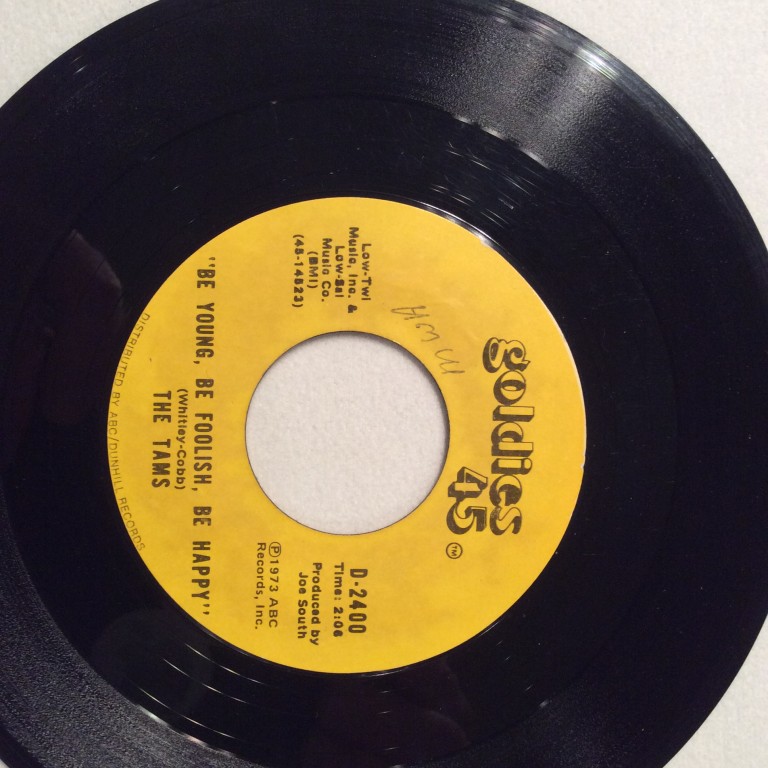 goldies
45
TM
Low-Twi
Music, Inc. &
Low-Sal
Music Co.
(BMI)
(45-14523)
D-2400
Time: 2:06
Produced by
Joe South
Ⓟ1973 ABC
Records, Inc.
"BE YOUNG, BE FOOLISH, BE HAPPY"
(Whitley-Cobb)
THE TAMS
DISTRIBUTED BY ABC/DUNHILL RECORDS